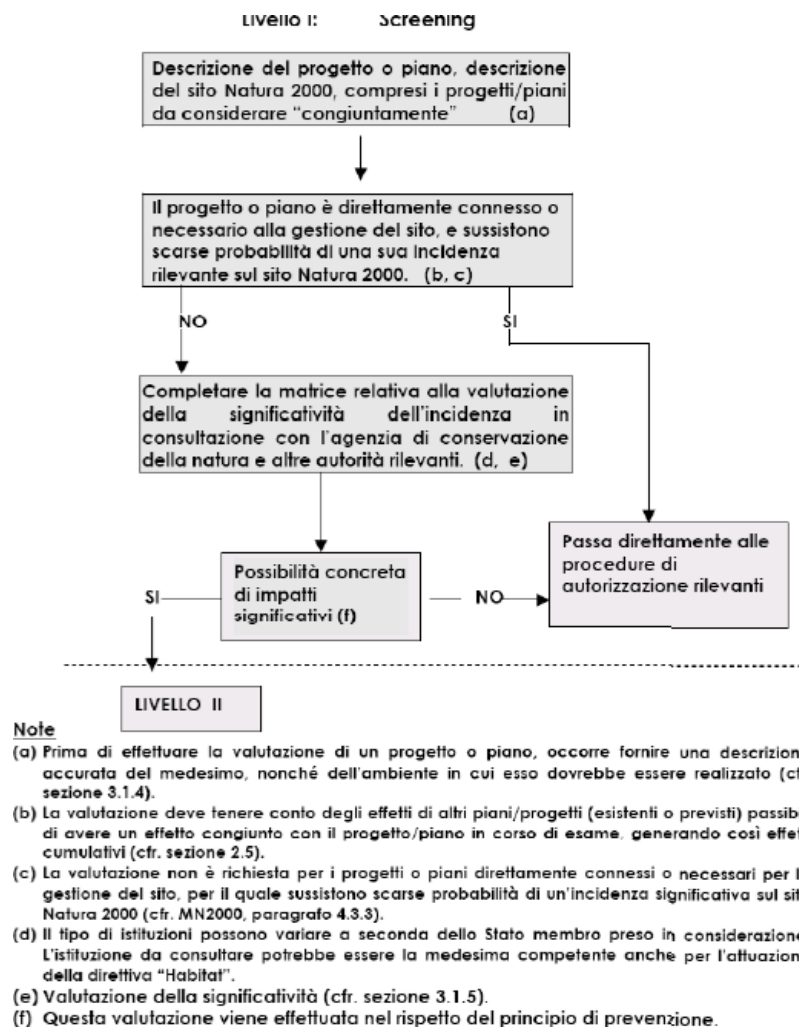 Livello I: Screening
Descrizione del progetto o piano, descrizione
del sito Natura 2000, compresi i progetti/piani
da considerare “congiuntamente” (a)
Il progetto o piano è direttamente connesso o
necessario alla gestione del sito, e sussistono
scarse probabilità di una sua incidenza
rilevante sul sito Natura 2000. (b, c)
NO
SI
Completare la matrice relativa alla valutazione
della significatività dell'incidenza in
consultazione con l'agenzia di conservazione
della natura e altre autorità rilevanti. (d, e)
Passa direttamente alle
procedure di
autorizzazione rilevanti
Possibilità concreta
di impatti
significativi (f)
SI
NO
LIVELLO II
Note
(a) Prima di effettuare la valutazione di un progetto o piano, occorre fornire una descrizion
accurata del medesimo, nonché dell'ambiente in cui esso dovrebbe essere realizzato (cf
sezione 3.1.4).
(b) La valutazione deve tenere conto degli effetti di altri piani/progetti (esistenti o previsti) passib
di avere un effetto congiunto con il progetto/piano in corso di esame, generando così effet
cumulativi (cfr. sezione 2.5).
(c) La valutazione non è richiesta per i progetti o piani direttamente connessi o necessari per l
gestione del sito, per il quale sussistono scarse probabilità di un'incidenza significativa sul sit
Natura 2000 (cfr. MN2000, paragrafo 4.3.3).
(d) Il tipo di istituzioni possono variare a seconda dello Stato membro preso in considerazion
L'istituzione da consultare potrebbe essere la medesima competente anche per l'attuazion
della direttiva “Habitat”.
(e) Valutazione della significatività (cfr. sezione 3.1.5).
(f) Questa valutazione viene effettuata nel rispetto del principio di prevenzione.